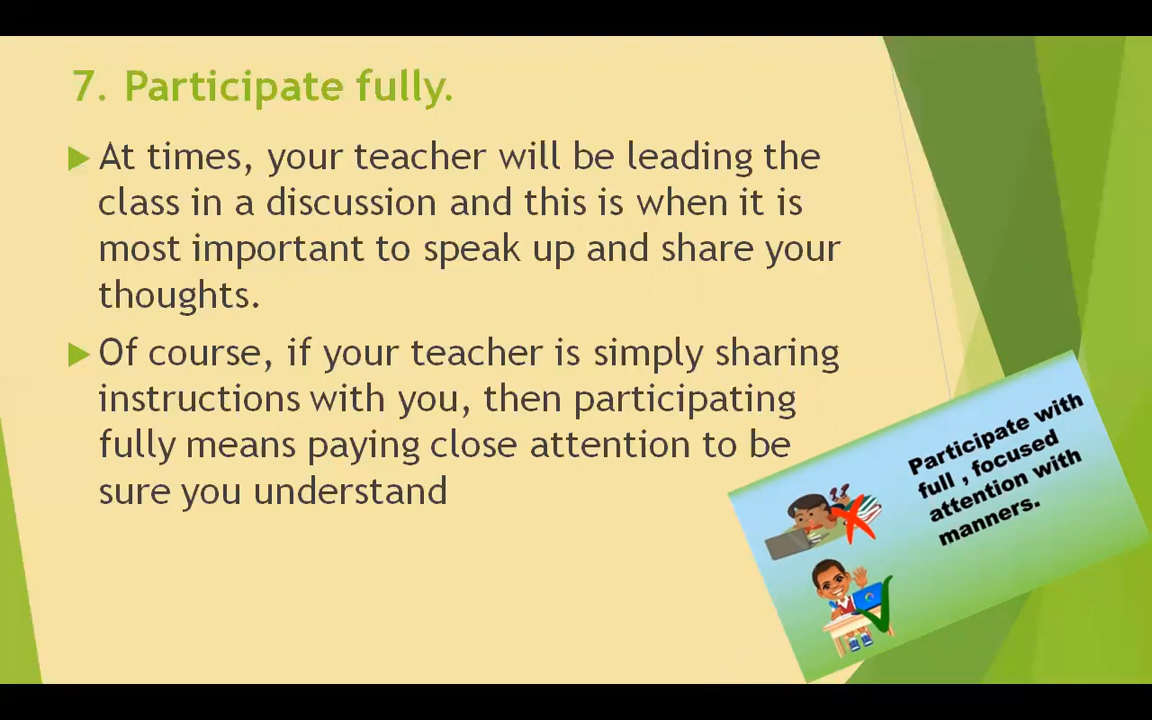 7. Participate fully.
At times, your teacher will be leading the
class in a discussion and this is when it is
most important to speak up and share your
thoughts.
Of course, if your teacher is simply sharing
instructions with you, then participating
fully means paying close attention to be
sure you understand
Participate with
full , focused
attention with
manners.